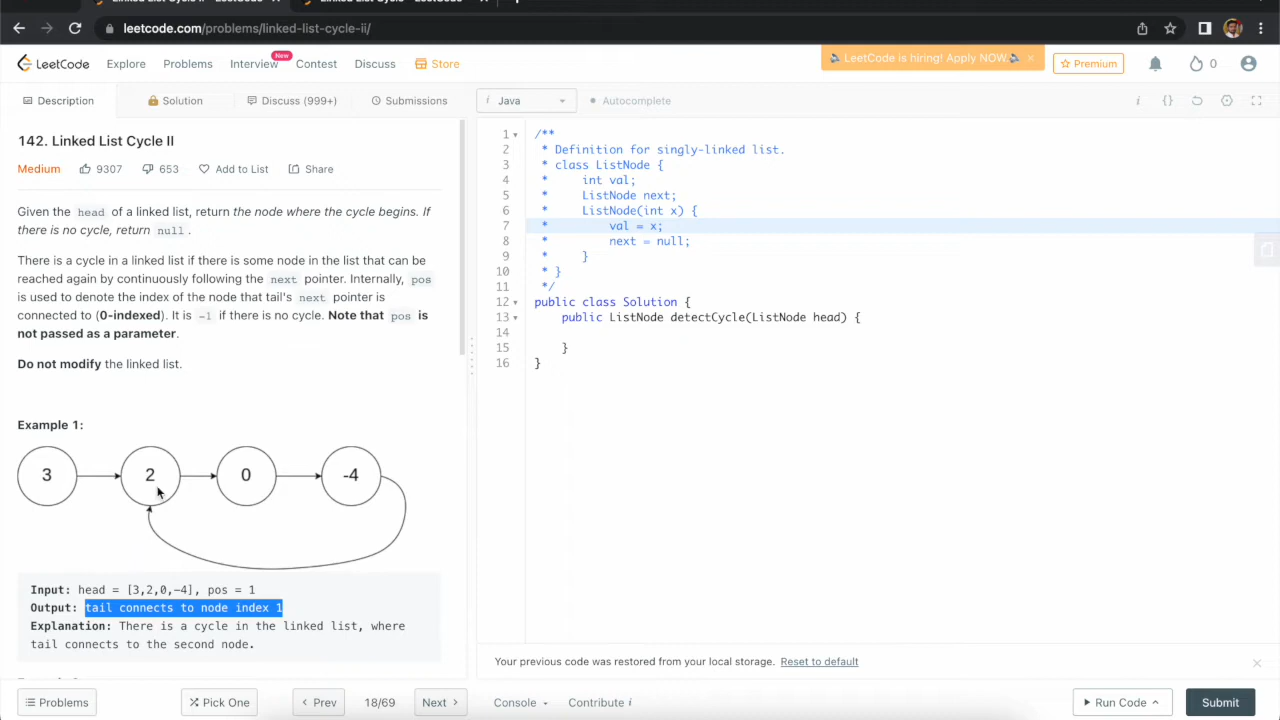 leetcode.com/problems/linked-list-cycle-ii/
LeetCode Explore Problems Interview New Contest Discuss Store
LeetCode is hiring! Apply NOW.
Premium
0
Description Solution Discuss (999+) Submissions
i Java Autocomplete i {}
142. Linked List Cycle II
Medium 9307 653 Add to List Share
Given the head of a linked list, return the node where the cycle begins. If
there is no cycle, return null.
There is a cycle in a linked list if there is some node in the list that can be
reached again by continuously following the next pointer. Internally, pos
is used to denote the index of the node that tail's next pointer is
connected to (0-indexed). It is -1 if there is no cycle. Note that pos is
not passed as a parameter.
Do not modify the linked list.
Example 1:
3 2 0 -4
Input: head = [3,2,0,-4], pos = 1
Output: tail connects to node index 1
Explanation: There is a cycle in the linked list, where
tail connects to the second node.
1 /**
2 * Definition for singly-linked list.
3 * class ListNode {
4 * int val;
5 * ListNode next;
6 * ListNode(int x) {
7 * val = x;
8 * next = null;
9 * }
10 * }
11 */
12 public class Solution {
13 public ListNode detectCycle(ListNode head) {
14
15 }
16 }
Your previous code was restored from your local storage. Reset to default
Problems Pick One Prev 18/69 Next Console Contribute i Run Code Submit